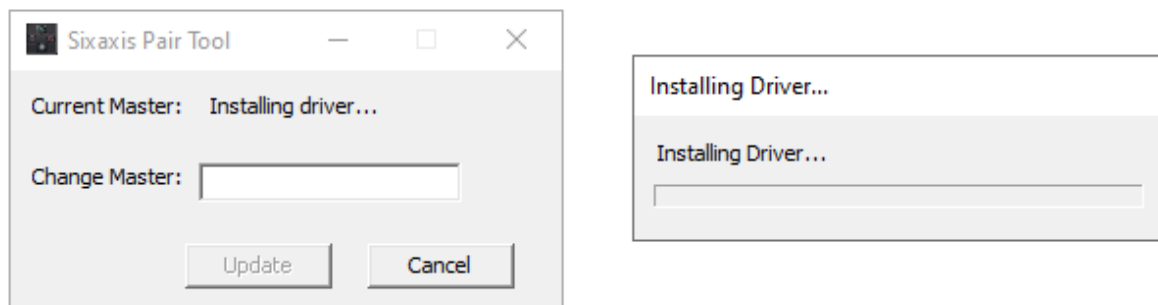 Sixaxis Pair Tool
Current Master: Installing driver...
Change Master:
Update Cancel
Installing Driver...
Installing Driver...